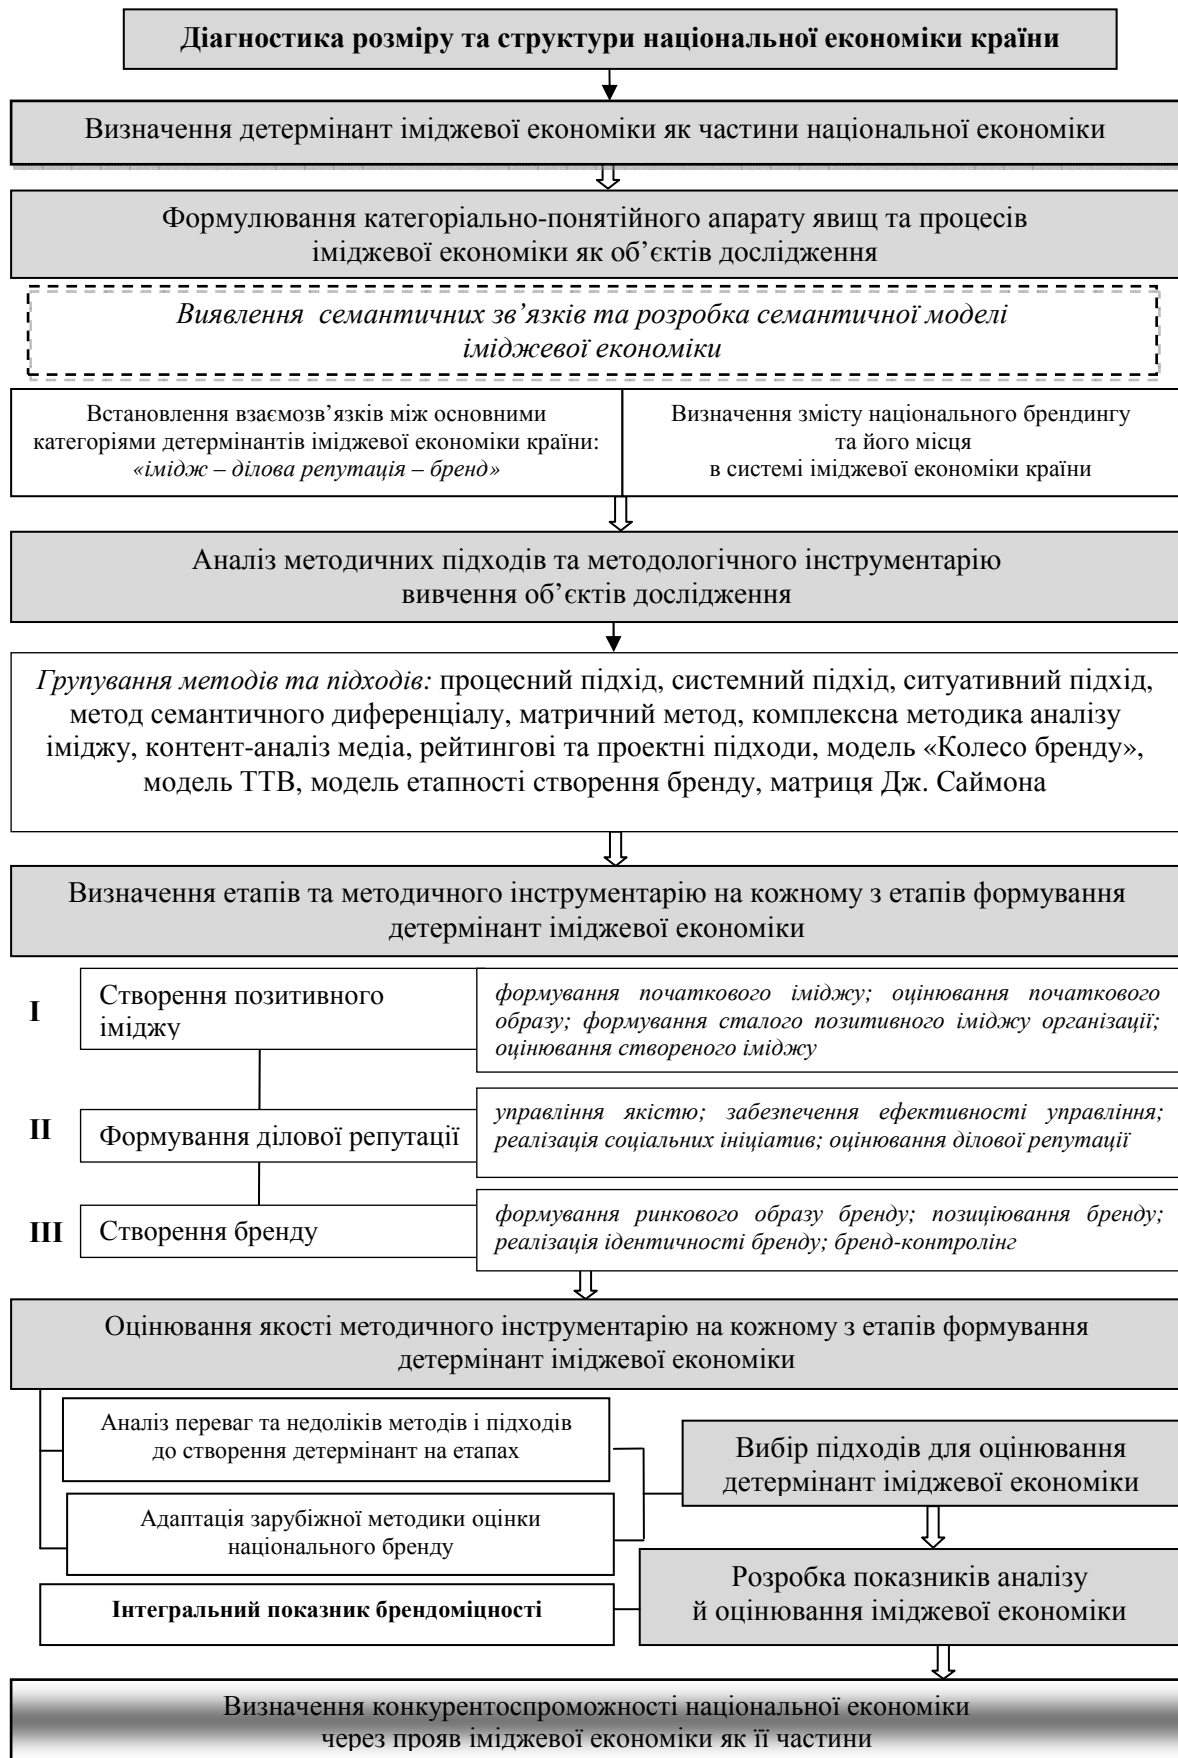 Діагностика розміру та структури національної економіки країни
Визначення детермінант іміджевої економіки як частини національної економіки
Формулювання категоріально-понятійного апарату явищ та процесів
іміджевої економіки як об’єктів дослідження
Виявлення семантичних зв’язків та розробка семантичної моделі
іміджевої економіки
Встановлення взаємозв’язків між основними
категоріями детермінантів іміджевої економіки країни:
«імідж – ділова репутація – бренд»
Визначення змісту національного брендингу
та його місця
в системі іміджевої економіки країни
Аналіз методичних підходів та методологічного інструментарію
вивчення об’єктів дослідження
Групування методів та підходів: процесний підхід, системний підхід, ситуативний підхід,
метод семантичного диференціалу, матричний метод, комплексна методика аналізу
іміджу, контент-аналіз медіа, рейтингові та проектні підходи, модель «Колесо бренду»,
модель ТТВ, модель етапності створення бренду, матриця Дж. Саймона
Визначення етапів та методичного інструментарію на кожному з етапів формування
детермінант іміджевої економіки
I
Створення позитивного
іміджу
формування початкового іміджу; оцінювання початкового
образу; формування сталого позитивного іміджу організації;
оцінювання створеного іміджу
II
Формування ділової репутації
управління якістю; забезпечення ефективності управління;
реалізація соціальних ініціатив; оцінювання ділової репутації
III
Створення бренду
формування ринкового образу бренду; позиціювання бренду;
реалізація ідентичності бренду; бренд-контролінг
Оцінювання якості методичного інструментарію на кожному з етапів формування
детермінант іміджевої економіки
Аналіз переваг та недоліків методів і підходів
до створення детермінант на етапах
Вибір підходів для оцінювання
детермінант іміджевої економіки
Адаптація зарубіжної методики оцінки
національного бренду
Розробка показників аналізу
й оцінювання іміджевої економіки
Інтегральний показник брендоміцності
Визначення конкурентоспроможності національної економіки
через прояв іміджевої економіки як її частини